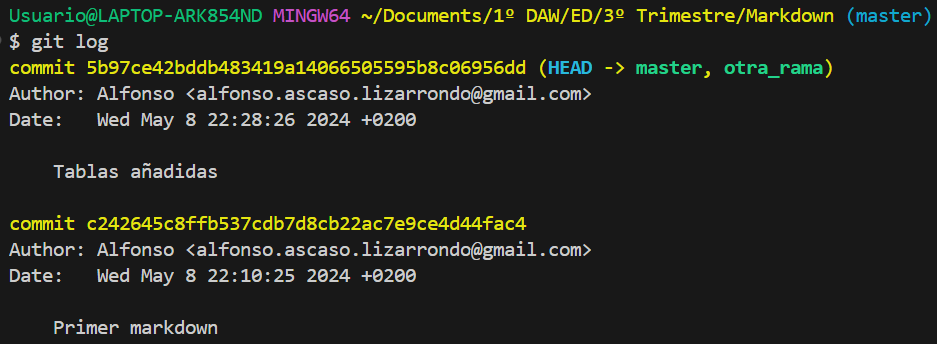 Usuario@LAPTOP-ARK854ND MINGW64 ~/Documents/1º DAW/ED/3º Trimestre/Markdown (master)
$ git log
commit 5b97ce42bddb483419a14066505595b8c06956dd (HEAD -> master, otra_rama)
Author: Alfonso <alfonso.ascaso.lizarrondo@gmail.com>
Date:   Wed May 8 22:28:26 2024 +0200
    Tablas añadidas
commit c242645c8ffb537cdb7d8cb22ac7e9ce4d44fac4
Author: Alfonso <alfonso.ascaso.lizarrondo@gmail.com>
Date:   Wed May 8 22:10:25 2024 +0200
    Primer markdown